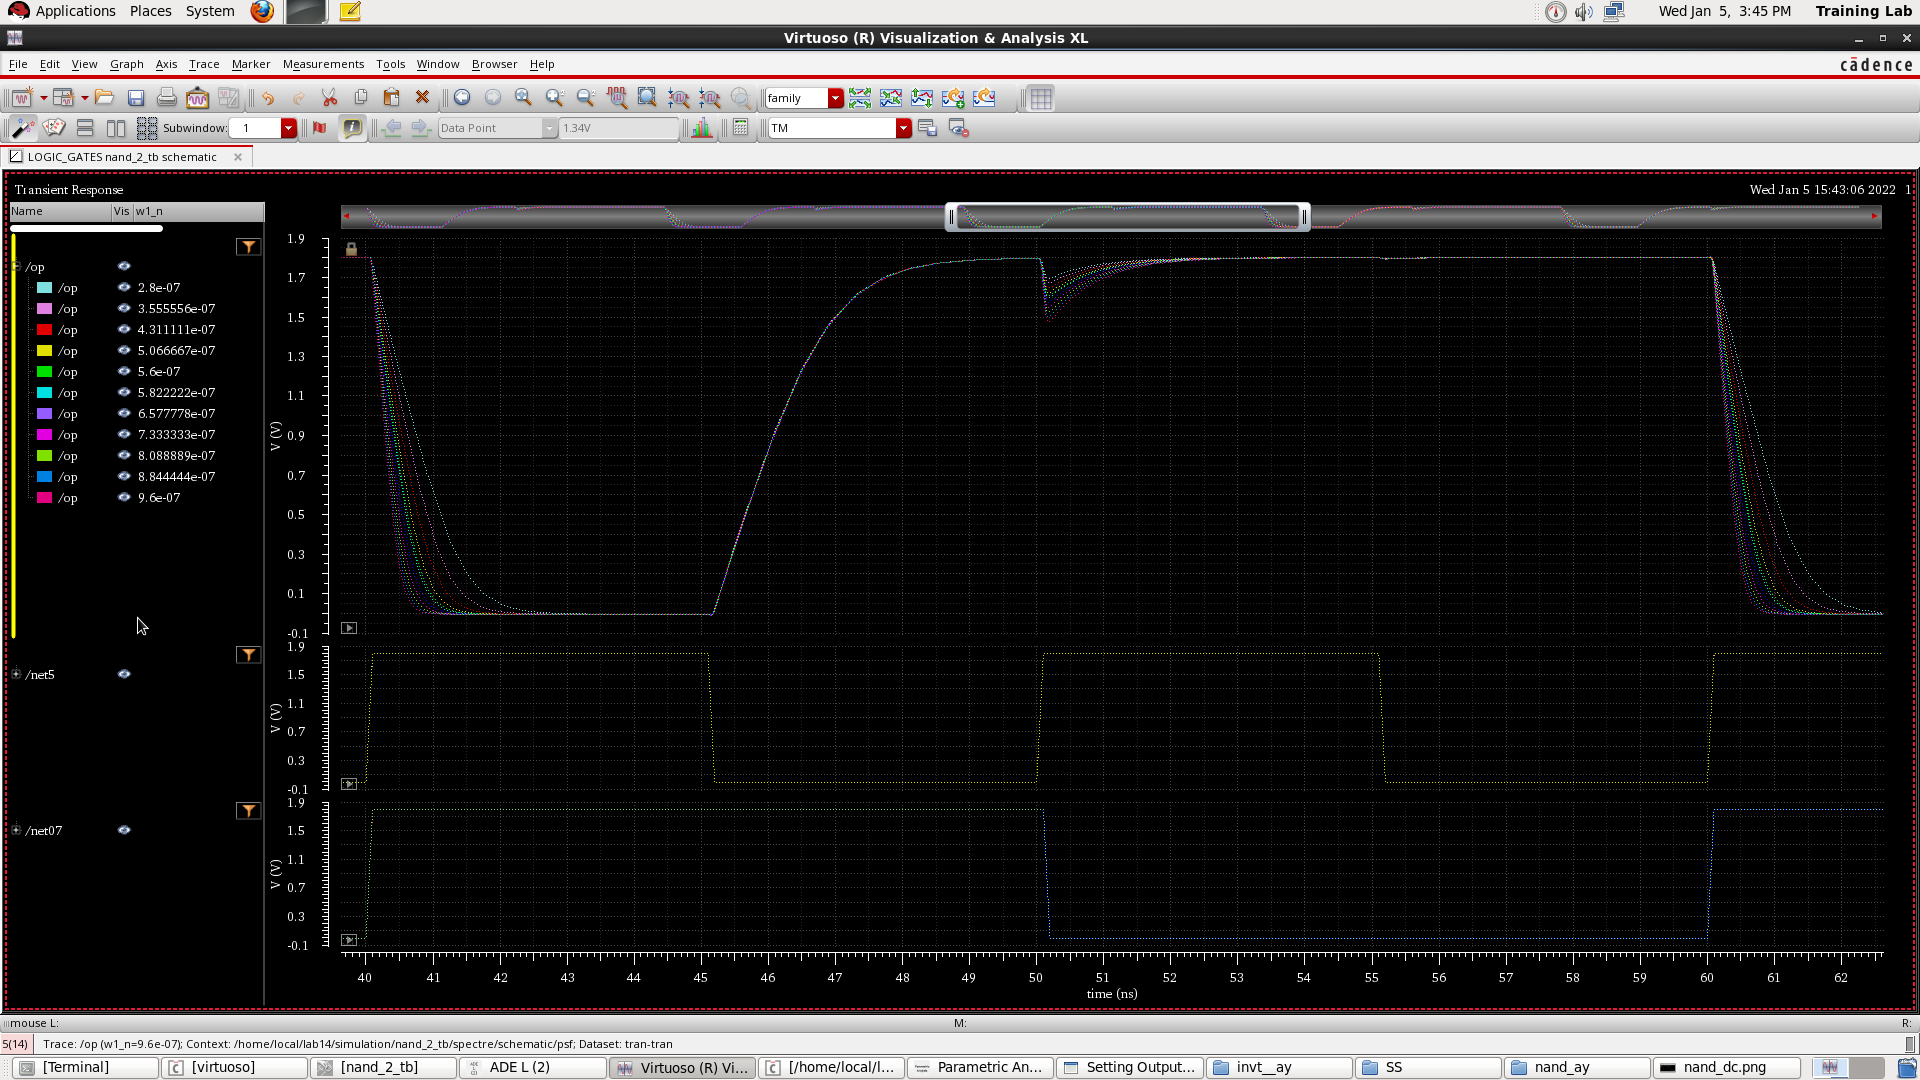 Applications Places System Wed Jan 5, 3:45 PM Training Lab
Virtuoso (R) Visualization & Analysis XL
File Edit View Graph Axis Trace Marker Measurements Tools Window Browser Help cādence
family
Subwindow: 1 Data Point 1.34V TM
LOGIC_GATES nand_2_tb schematic
Transient Response Wed Jan 5 15:43:06 2022 1
Name Vis w1_n
/op
/op 2.8e-07
/op 3.555556e-07
/op 4.311111e-07
/op 5.066667e-07
/op 5.6e-07
/op 5.822222e-07
/op 6.577778e-07
/op 7.333333e-07
/op 8.088889e-07
/op 8.844444e-07
/op 9.6e-07
1.9
1.7
1.5
1.3
1.1
0.9
0.7
0.5
0.3
0.1
-0.1
V (V)
/net5
1.9
1.5
1.1
0.7
0.3
-0.1
V (V)
/net07
1.9
1.5
1.1
0.7
0.3
-0.1
V (V)
40 41 42 43 44 45 46 47 48 49 50 51 52 53 54 55 56 57 58 59 60 61 62
time (ns)
mouse L: M: R:
5(14) Trace: /op (w1_n=9.6e-07); Context: /home/local/lab14/simulation/nand_2_tb/spectre/schematic/psf; Dataset: tran-tran
[Terminal] [virtuoso] [nand_2_tb] ADE L (2) Virtuoso (R) Vi... [/home/local/l... Parametric An... Setting Output... invt__ay SS nand_ay nand_dc.png